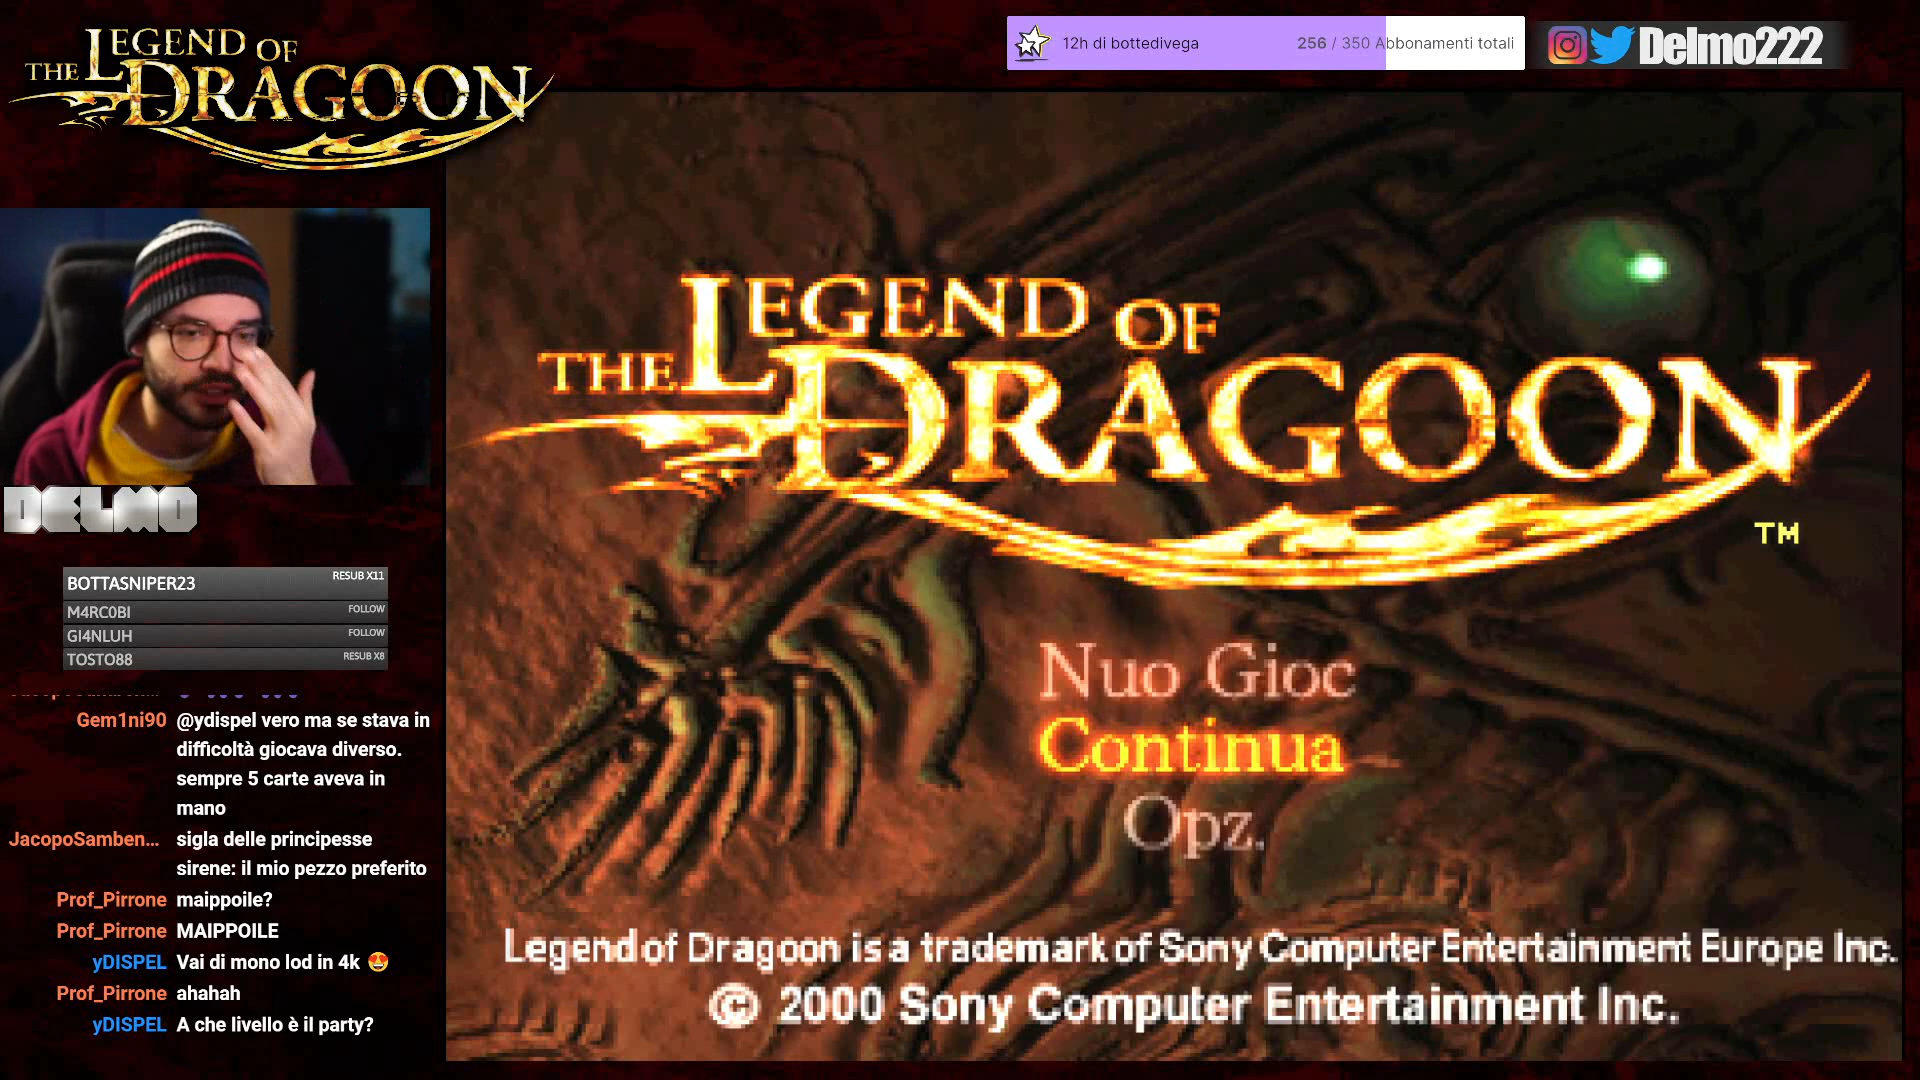 THE LEGEND OF
DRAGOON
12h di bottedivega
256 / 350 Abbonamenti totali
Delmo222
DELMO
BOTTASNIPER23 RESUB X11
M4RC0BI FOLLOW
GI4NLUH FOLLOW
TOSTO88 RESUB X8
Gem1ni90 @ydispel vero ma se stava in
difficoltà giocava diverso.
sempre 5 carte aveva in
mano
JacopoSamben... sigla delle principesse
sirene: il mio pezzo preferito
Prof_Pirrone maippoile?
Prof_Pirrone MAIPPOILE
yDISPEL Vai di mono lod in 4k 😍
Prof_Pirrone ahahah
yDISPEL A che livello è il party?
THE LEGEND OF
DRAGOON
TM
Nuo Gioc
Continua
Opz.
Legend of Dragoon is a trademark of Sony Computer Entertainment Europe Inc.
© 2000 Sony Computer Entertainment Inc.